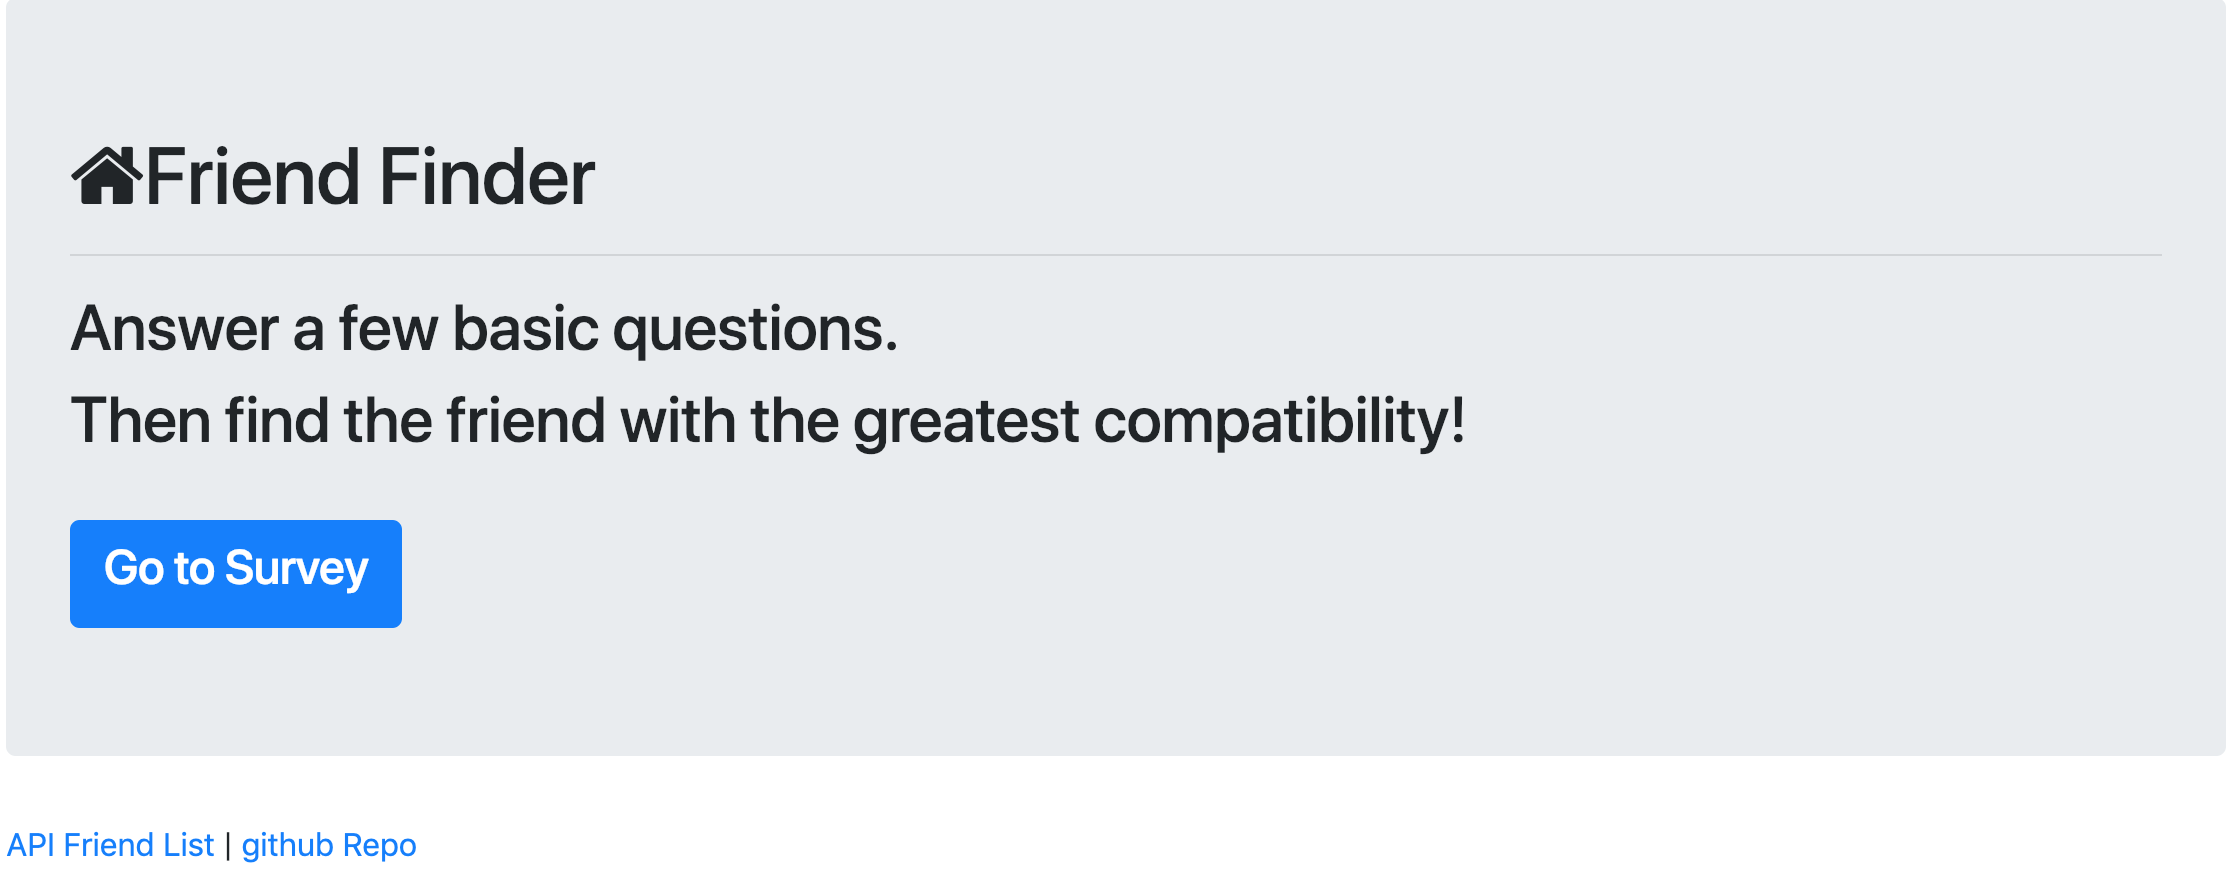 Friend Finder
Answer a few basic questions.
Then find the friend with the greatest compatibility!
Go to Survey
API Friend List | github Repo